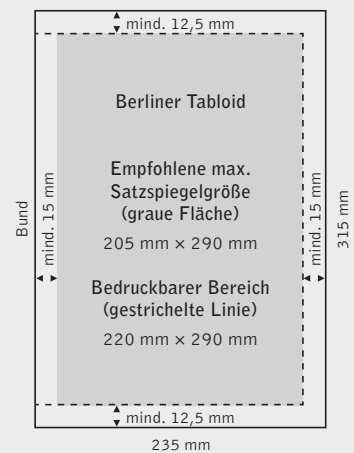 mind. 12,5 mm
Berliner Tabloid
Empfohlene max.
Satzspiegelgröße
(graue Fläche)
205 mm × 290 mm
Bedruckbarer Bereich
(gestrichelte Linie)
220 mm × 290 mm
Bund
mind. 15 mm
mind. 15 mm
315 mm
mind. 12,5 mm
235 mm